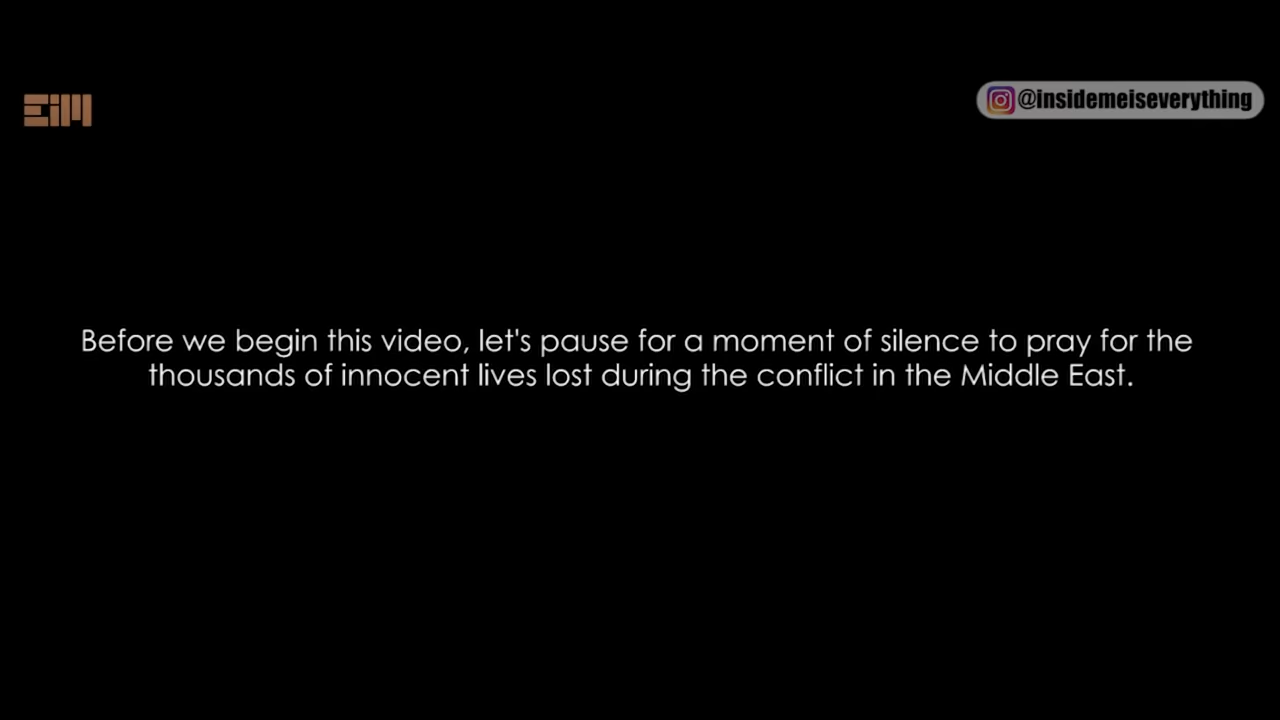 EiM
@insidemeiseverything
Before we begin this video, let's pause for a moment of silence to pray for the
thousands of innocent lives lost during the conflict in the Middle East.